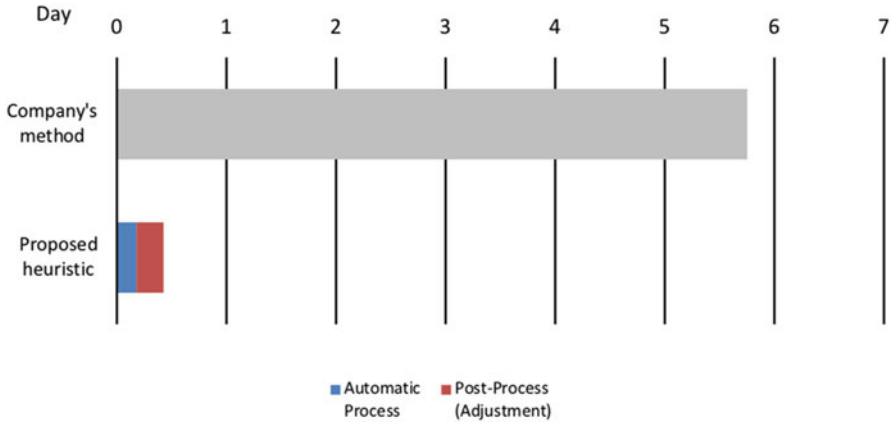 Day
0 1 2 3 4 5 6 7
Company's
method
Proposed
heuristic
Automatic
Process
Post-Process
(Adjustment)